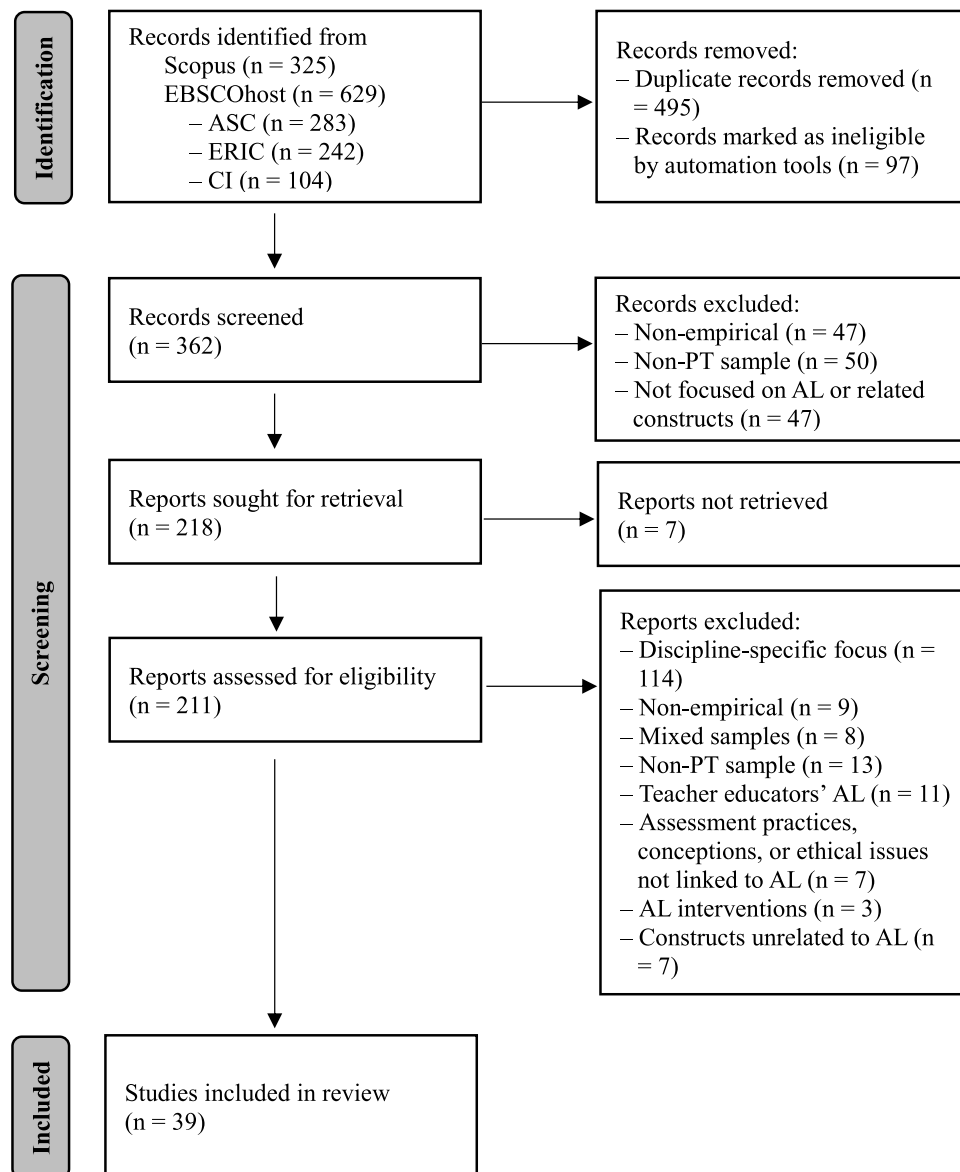 Identification
Records identified from
Scopus (n = 325)
EBSCOhost (n = 629)
– ASC (n = 283)
– ERIC (n = 242)
– CI (n = 104)
Records removed:
– Duplicate records removed (n
= 495)
– Records marked as ineligible
by automation tools (n = 97)
Screening
Records screened
(n = 362)
Records excluded:
– Non-empirical (n = 47)
– Non-PT sample (n = 50)
– Not focused on AL or related
constructs (n = 47)
Reports sought for retrieval
(n = 218)
Reports not retrieved
(n = 7)
Reports assessed for eligibility
(n = 211)
Reports excluded:
– Discipline-specific focus (n =
114)
– Non-empirical (n = 9)
– Mixed samples (n = 8)
– Non-PT sample (n = 13)
– Teacher educators’ AL (n = 11)
– Assessment practices,
conceptions, or ethical issues
not linked to AL (n = 7)
– AL interventions (n = 3)
– Constructs unrelated to AL (n
= 7)
Included
Studies included in review
(n = 39)